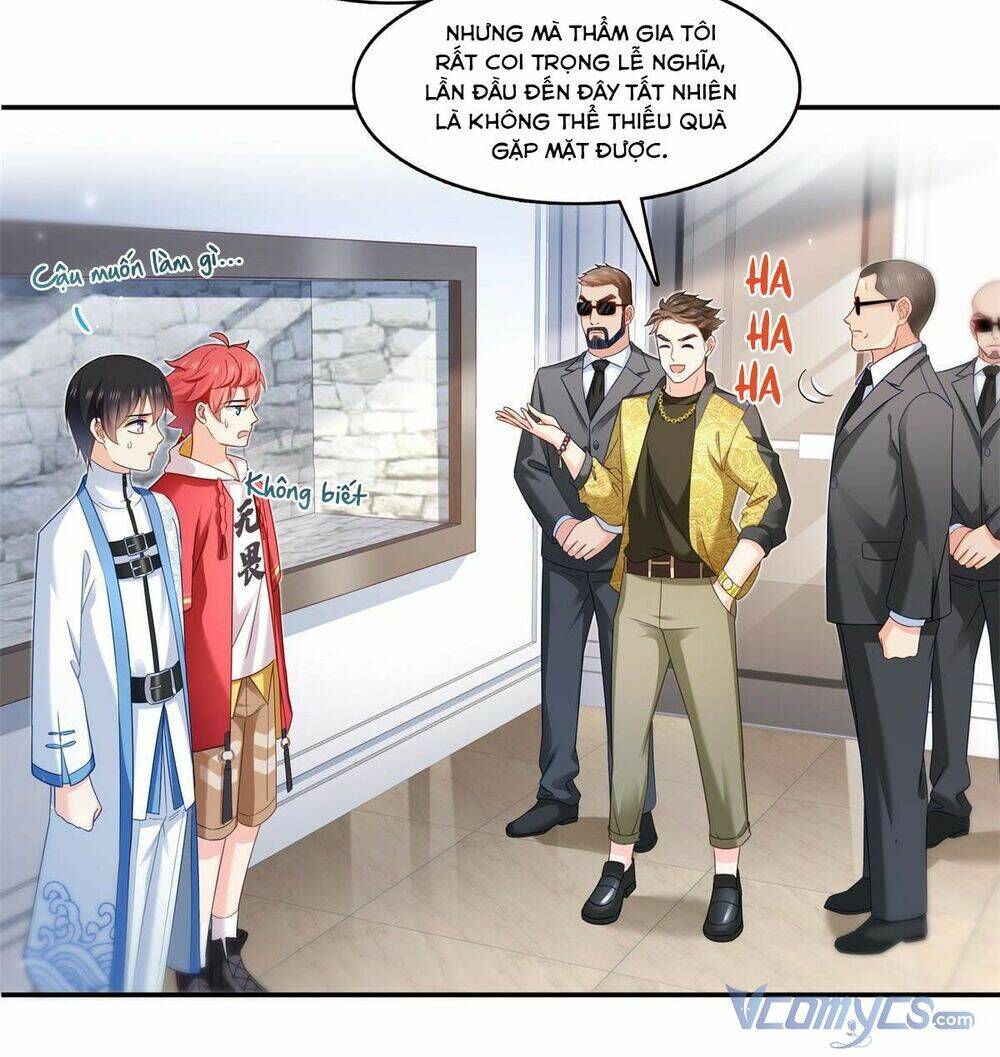 NHƯNG MÀ THẨM GIA TÔI
RẤT COI TRỌNG LỄ NGHĨA,
LẦN ĐẦU ĐẾN ĐÂY TẤT NHIÊN
LÀ KHÔNG THỂ THIẾU QUÀ
GẶP MẶT ĐƯỢC.
Cậu muốn làm gì...
HA
HA
HA
Không biết
无
畏
VCOMYCS.com